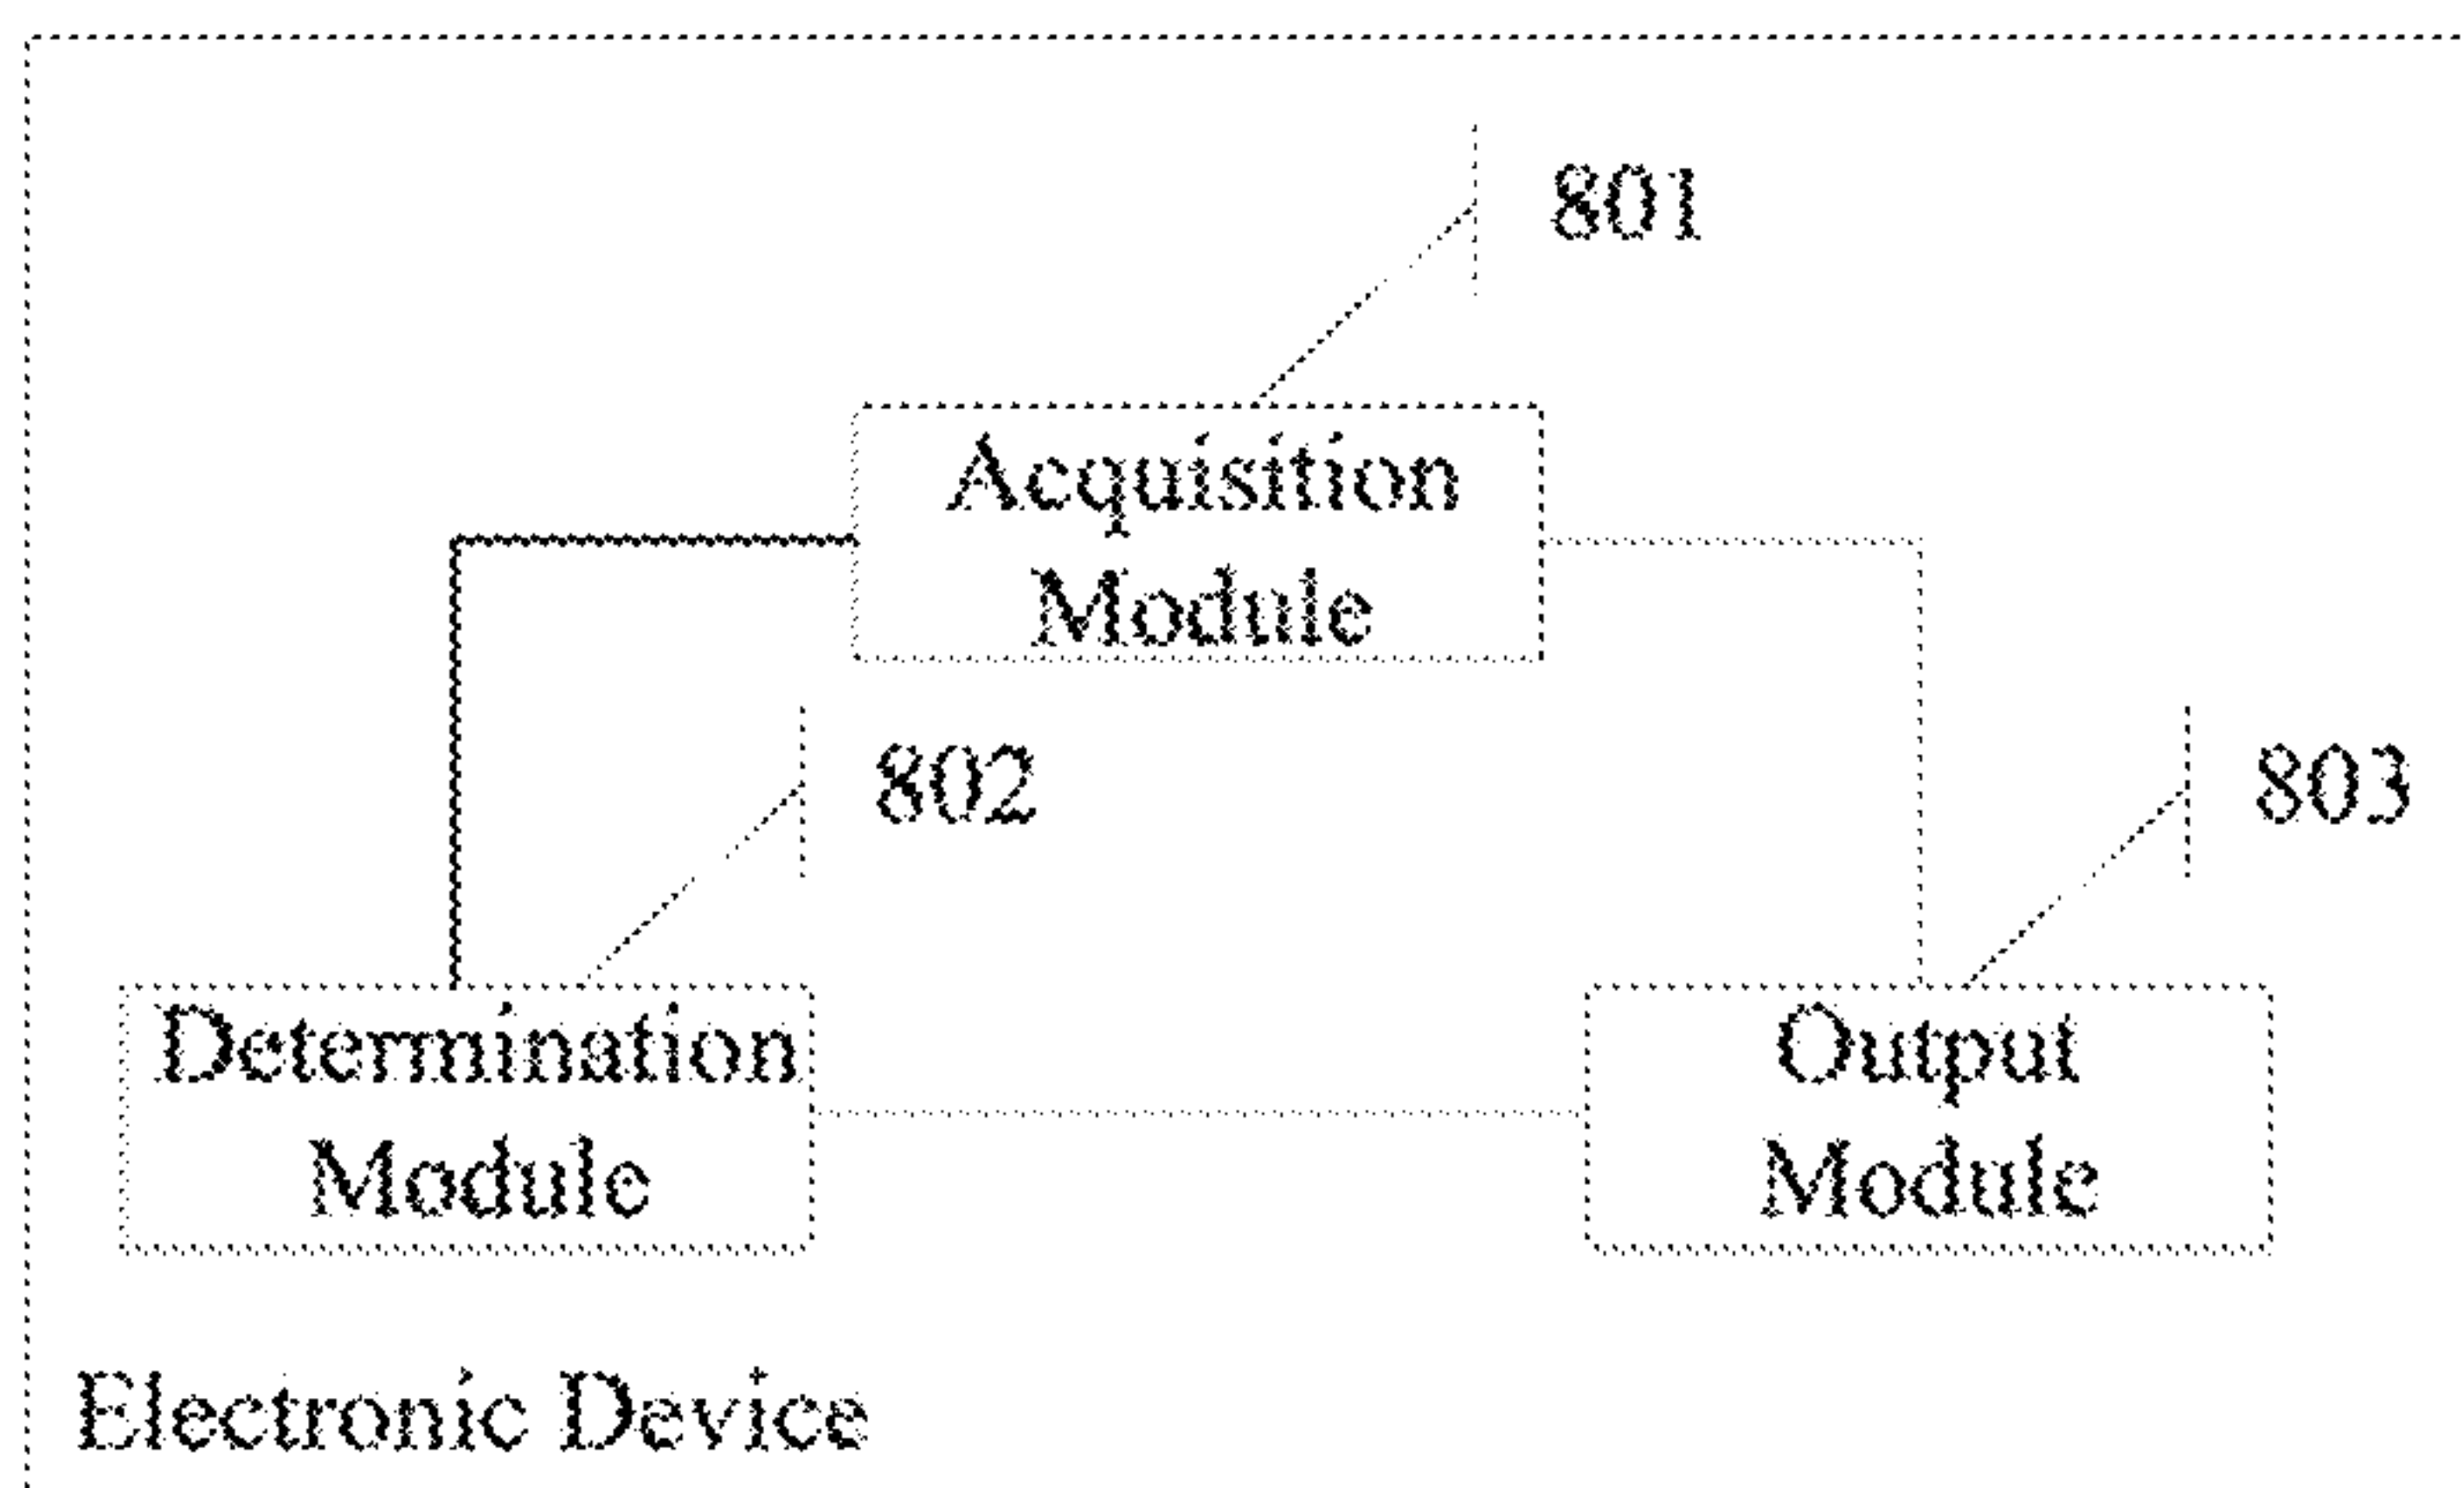 801
Acquisition
Module
802
803
Determination
Module
Output
Module
Electronic Device